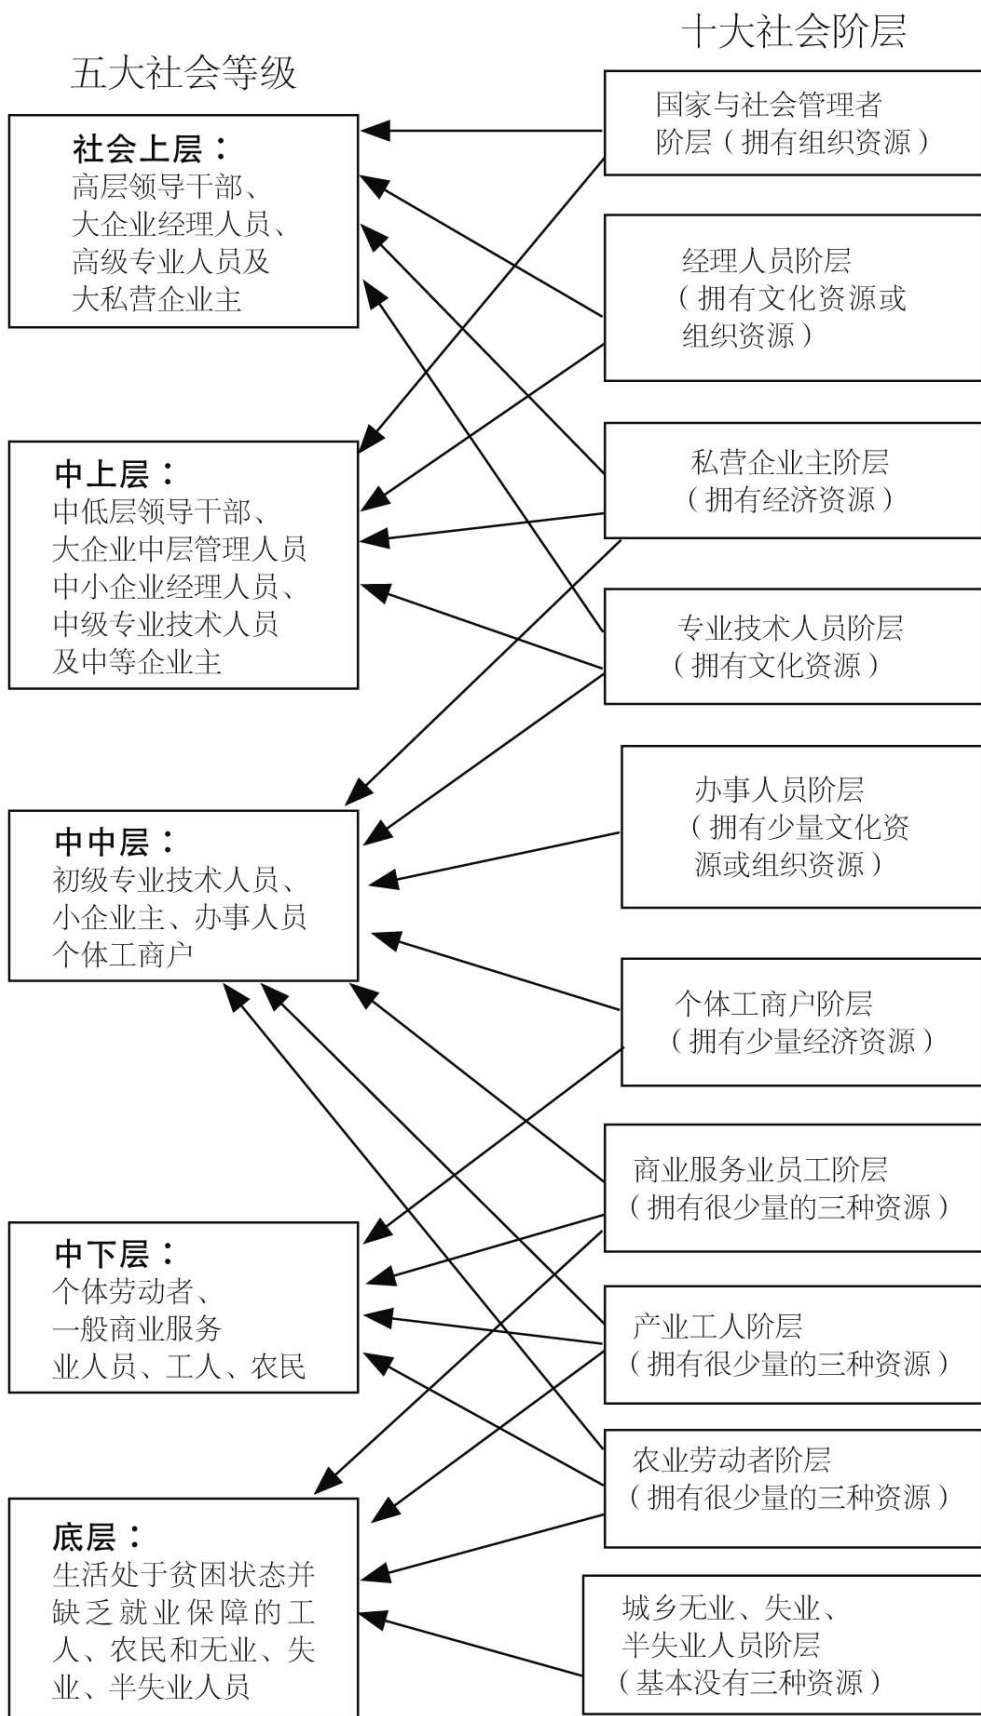 五大社会等级
社会上层：
高层领导干部、
大企业经理人员、
高级专业人员及
大私营企业主
中上层：
中低层领导干部、
大企业中层管理人员
中小企业经理人员、
中级专业技术人员
及中等企业主
中中层：
初级专业技术人员、
小企业主、办事人员
个体工商户
中下层：
个体劳动者、
一般商业服务
业人员、工人、农民
底层：
生活处于贫困状态并
缺乏就业保障的工
人、农民和无业、失
业、半失业人员
十大社会阶层
国家与社会管理者
阶层（拥有组织资源）
经理人员阶层
（拥有文化资源或
组织资源）
私营企业主阶层
（拥有经济资源）
专业技术人员阶层
（拥有文化资源）
办事人员阶层
（拥有少量文化资
源或组织资源）
个体工商户阶层
（拥有少量经济资源）
商业服务业员工阶层
（拥有很少量的三种资源）
产业工人阶层
（拥有很少量的三种资源）
农业劳动者阶层
（拥有很少量的三种资源）
城乡无业、失业、
半失业人员阶层
（基本没有三种资源）